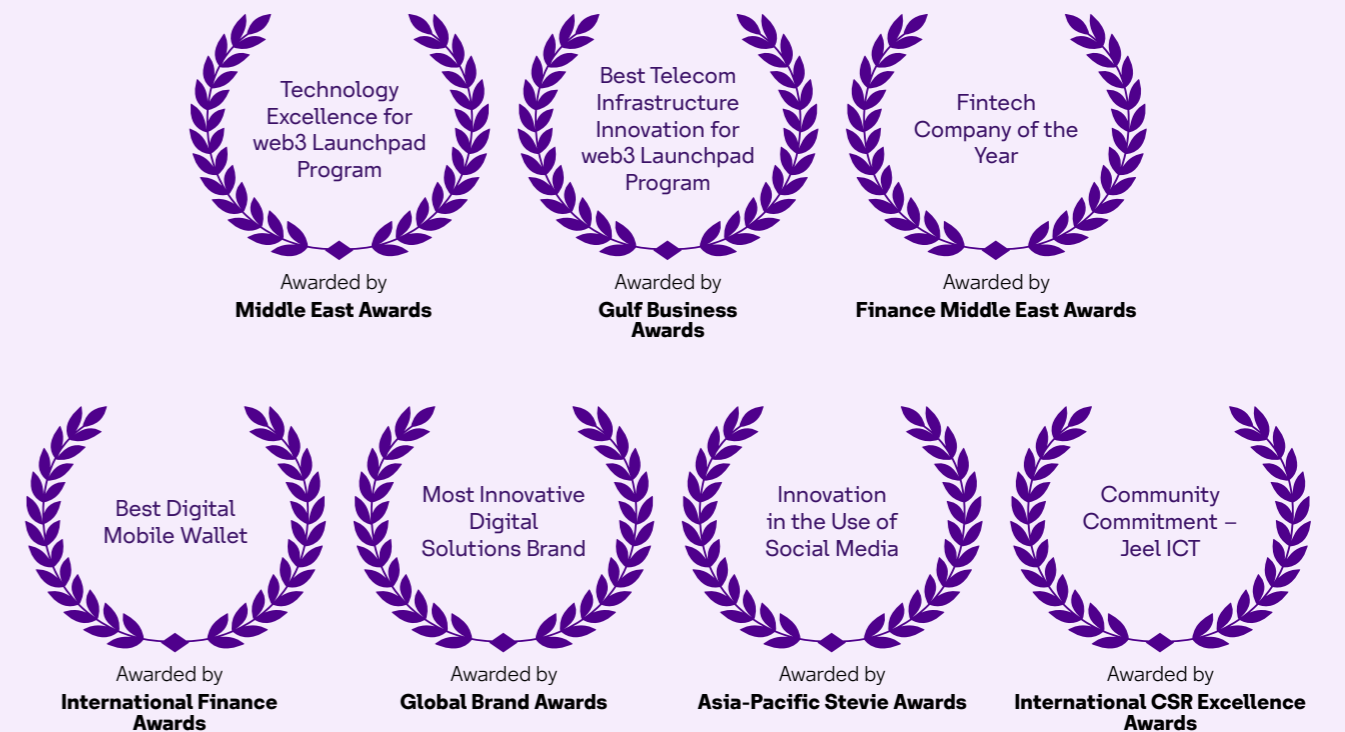 Technology
Excellence for
web3 Launchpad
Program
Awarded by
Middle East Awards
Best Telecom
Infrastructure
Innovation for
web3 Launchpad
Program
Awarded by
Gulf Business
Awards
Fintech
Company of the
Year
Awarded by
Finance Middle East Awards
Best Digital
Mobile Wallet
Awarded by
International Finance
Awards
Most Innovative
Digital
Solutions Brand
Awarded by
Global Brand Awards
Innovation
in the Use of
Social Media
Awarded by
Asia-Pacific Stevie Awards
Community
Commitment –
Jeel ICT
Awarded by
International CSR Excellence
Awards